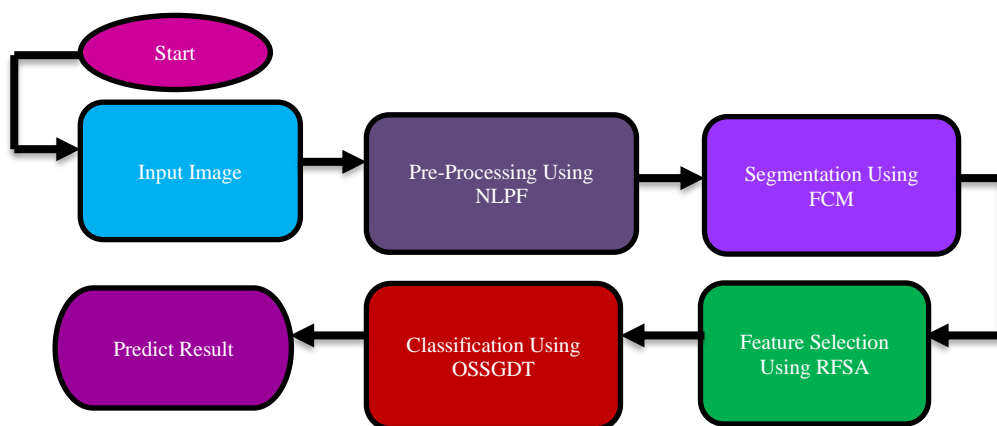 Start
Input Image
Pre-Processing Using
NLPF
Segmentation Using
FCM
Feature Selection
Using RFSA
Classification Using
OSSGDT
Predict Result